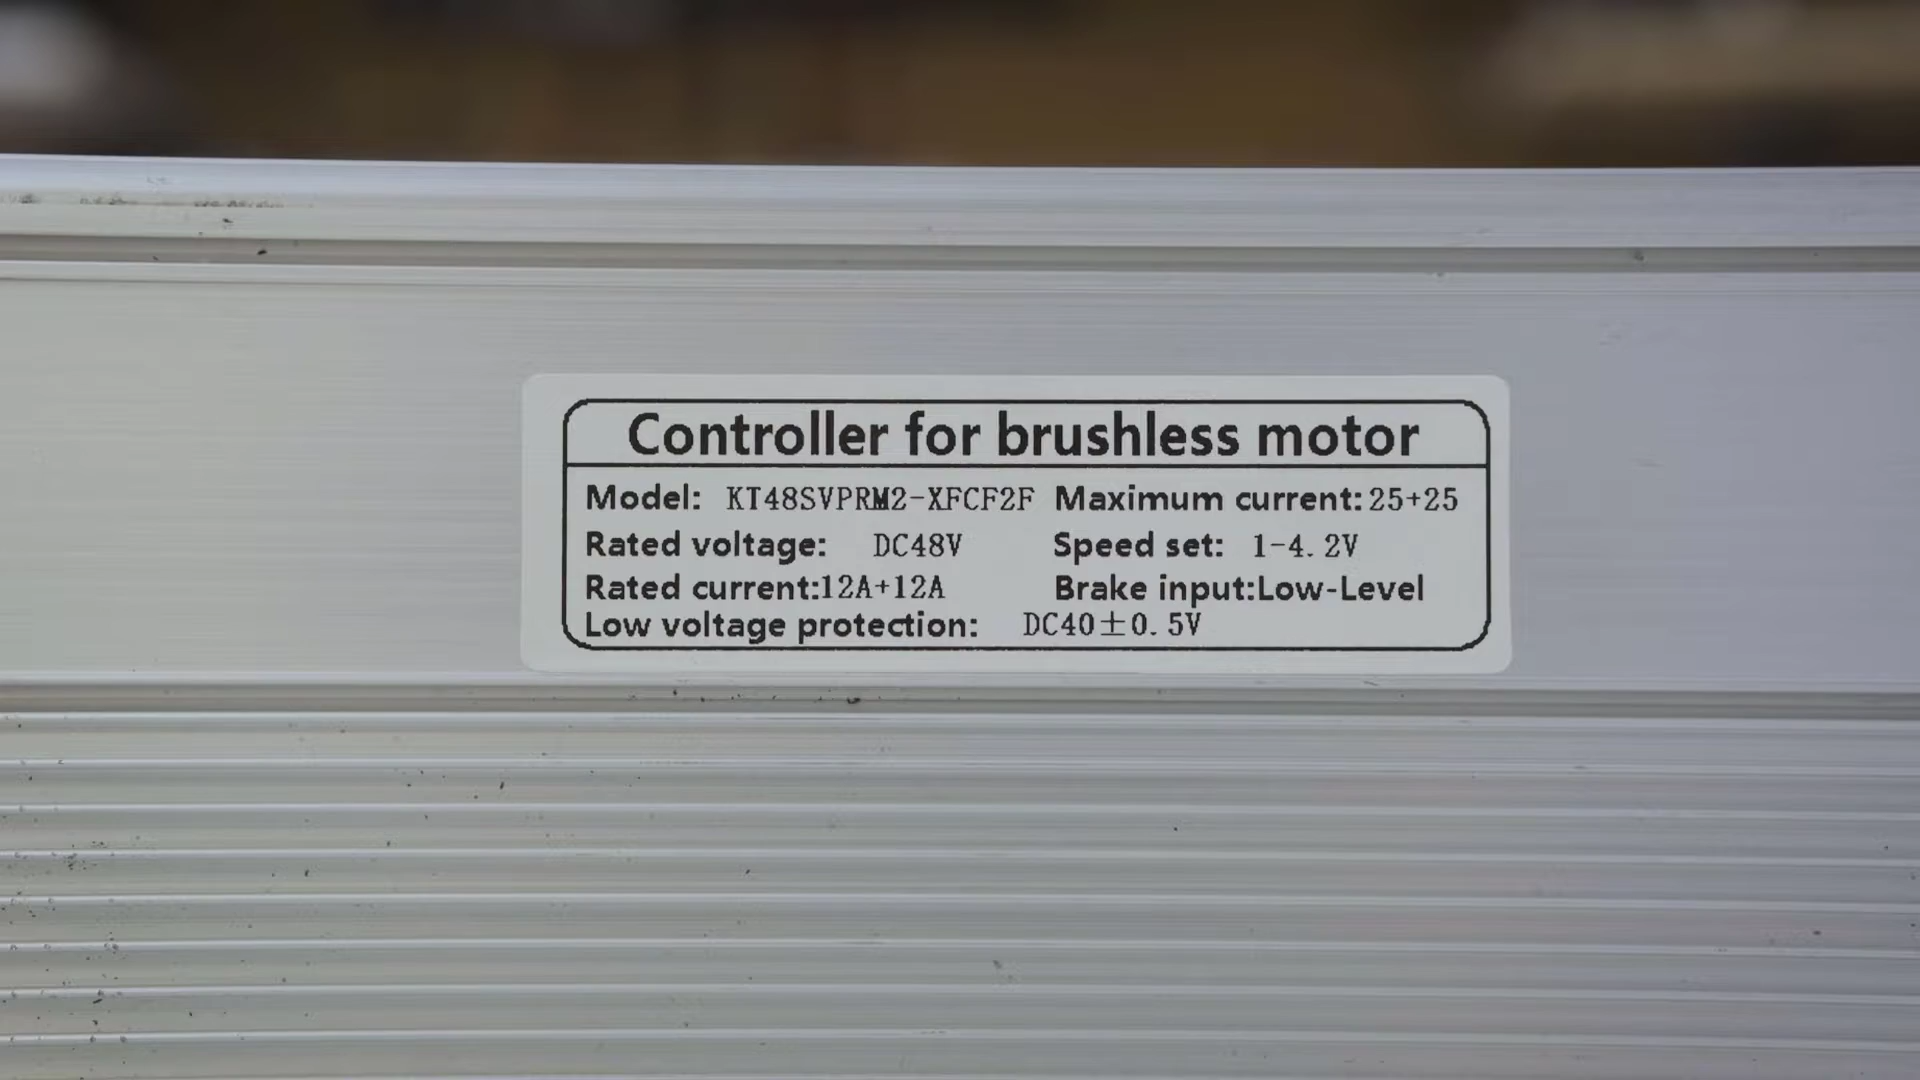 Controller for brushless motor
Model: KT48SVPRM2-XFCF2F Maximum current:25+25
Rated voltage: DC48V Speed set: 1-4.2V
Rated current:12A+12A Brake input:Low-Level
Low voltage protection: DC40±0.5V